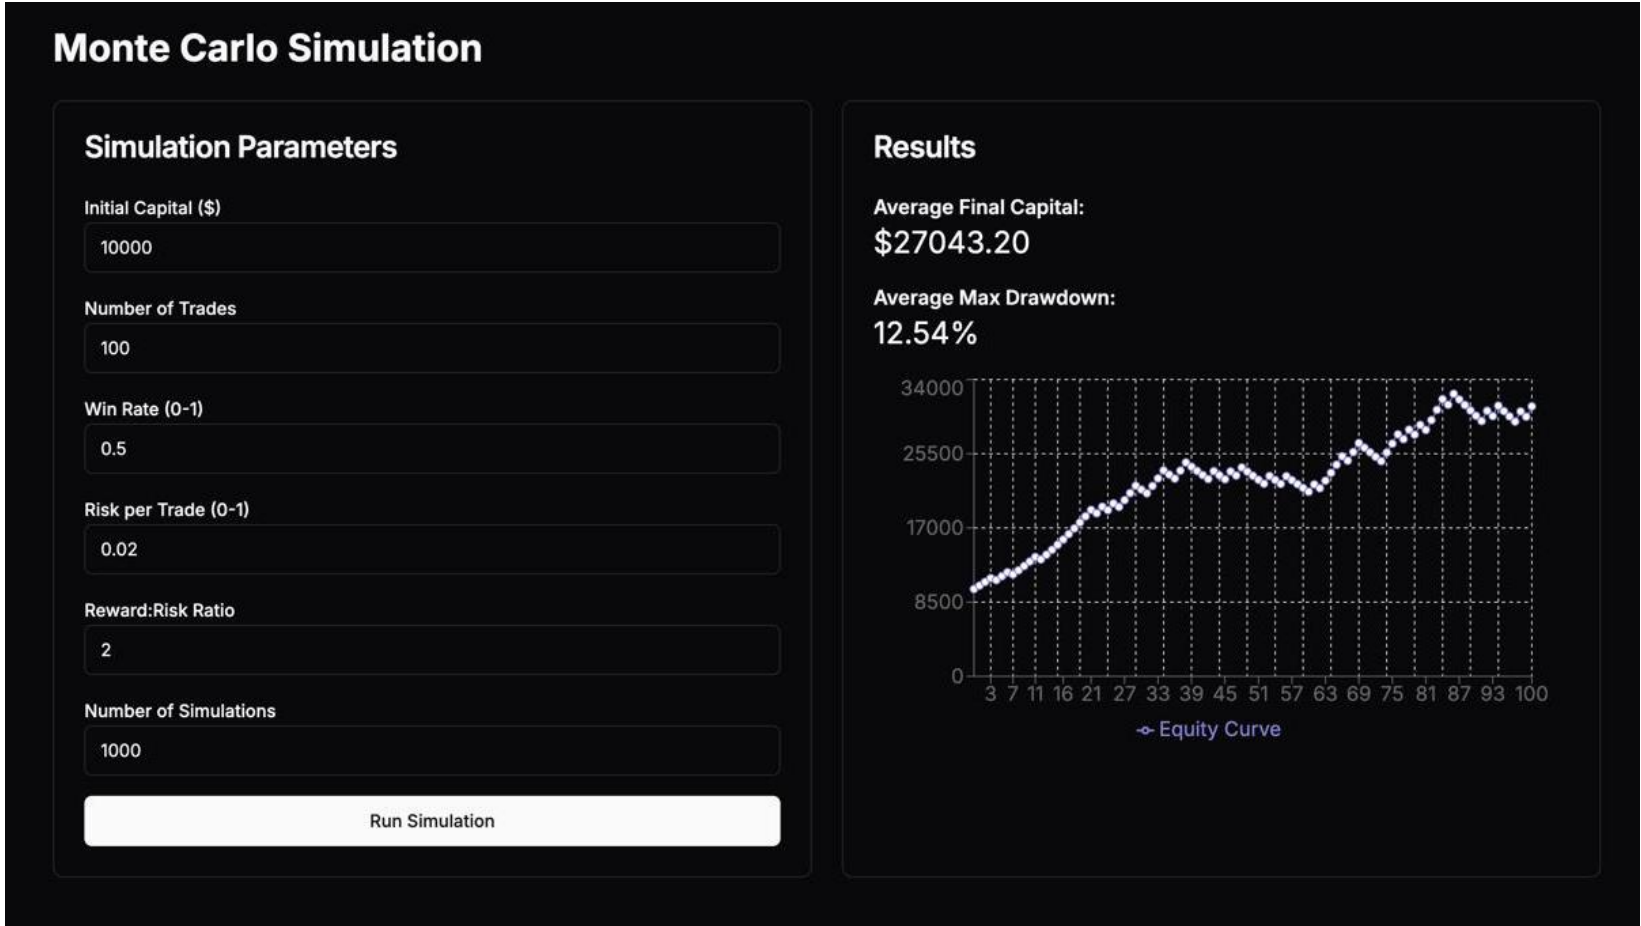 Monte Carlo Simulation
Simulation Parameters
Initial Capital ($)
10000
Number of Trades
100
Win Rate (0-1)
0.5
Risk per Trade (0-1)
0.02
Reward:Risk Ratio
2
Number of Simulations
1000
Run Simulation
Results
Average Final Capital:
$27043.20
Average Max Drawdown:
12.54%
34000
25500
17000
8500
0
3 7 11 16 21 27 33 39 45 51 57 63 69 75 81 87 93 100
Equity Curve